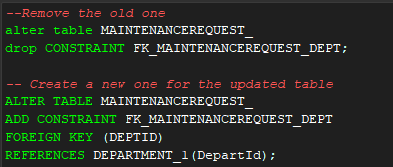 --Remove the old one
alter table MAINTENANCEREQUEST_
drop CONSTRAINT FK_MAINTENANCEREQUEST_DEPT;
-- Create a new one for the updated table
ALTER TABLE MAINTENANCEREQUEST_
ADD CONSTRAINT FK_MAINTENANCEREQUEST_DEPT
FOREIGN KEY (DEPTID)
REFERENCES DEPARTMENT_1(DepartId);